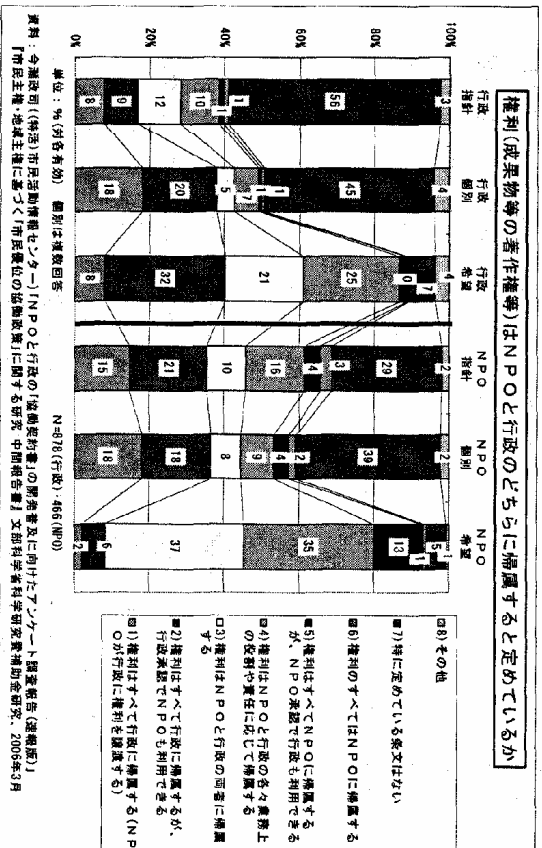 権利(成果物等の著作権等)はNPOと行政のどちらに帰属すると定めているか
100%
80%
60%
40%
20%
0%
行政
指針
行政
個別
行政
希望
NPO
指針
NPO
個別
NPO
希望
3
56
1
1
10
12
9
8
4
45
1
1
7
5
20
18
4
7
0
25
21
32
8
2
29
3
4
16
10
21
15
2
39
2
4
9
8
18
18
1
5
1
13
35
37
6
2
8)その他
7)特に定めている条文はない
6)権利のすべてはNPOに帰属する
5)権利はすべてNPOに帰属する
が、NPO承認で行政も利用できる
4)権利はNPOと行政の各々業務上
の役割や責任に応じて帰属する
3)権利はNPOと行政の両者に帰属
する
2)権利はすべて行政に帰属するが、
行政承認でNPOも利用できる
1)権利はすべて行政に帰属する(NP
Oが行政に権利を譲渡する)
単位:%(対各有効) 個別は複数回答 N=878(行政)・466(NPO)
資料:今瀬政司((特活)市民活動情報センター)「NPOと行政の「協働契約書」の開発普及に向けたアンケート調査報告(速報版)」
『市民主権・地域主権に基づく「市民優位の協働政策」に関する研究 中間報告書』文部科学省科学研究費補助金研究、2006年3月